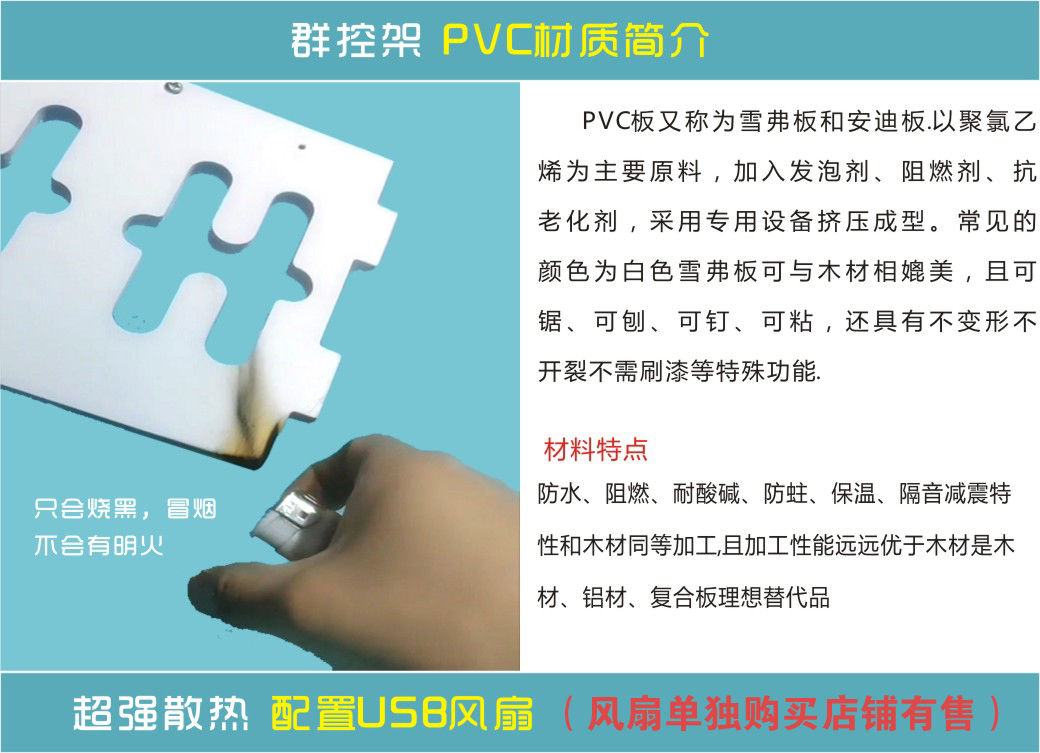 群控架 PVC材质简介
PVC板又称为雪弗板和安迪板.以聚氯乙
烯为主要原料，加入发泡剂、阻燃剂、抗
老化剂，采用专用设备挤压成型。常见的
颜色为白色雪弗板可与木材相媲美，且可
锯、可刨、可钉、可粘，还具有不变形不
开裂不需刷漆等特殊功能.
材料特点
防水、阻燃、耐酸碱、防蛀、保温、隔音减震特
性和木材同等加工,且加工性能远远优于木材是木
材、铝材、复合板理想替代品
只会烧黑，冒烟
不会有明火
超强散热 配置USB风扇（风扇单独购买店铺有售）